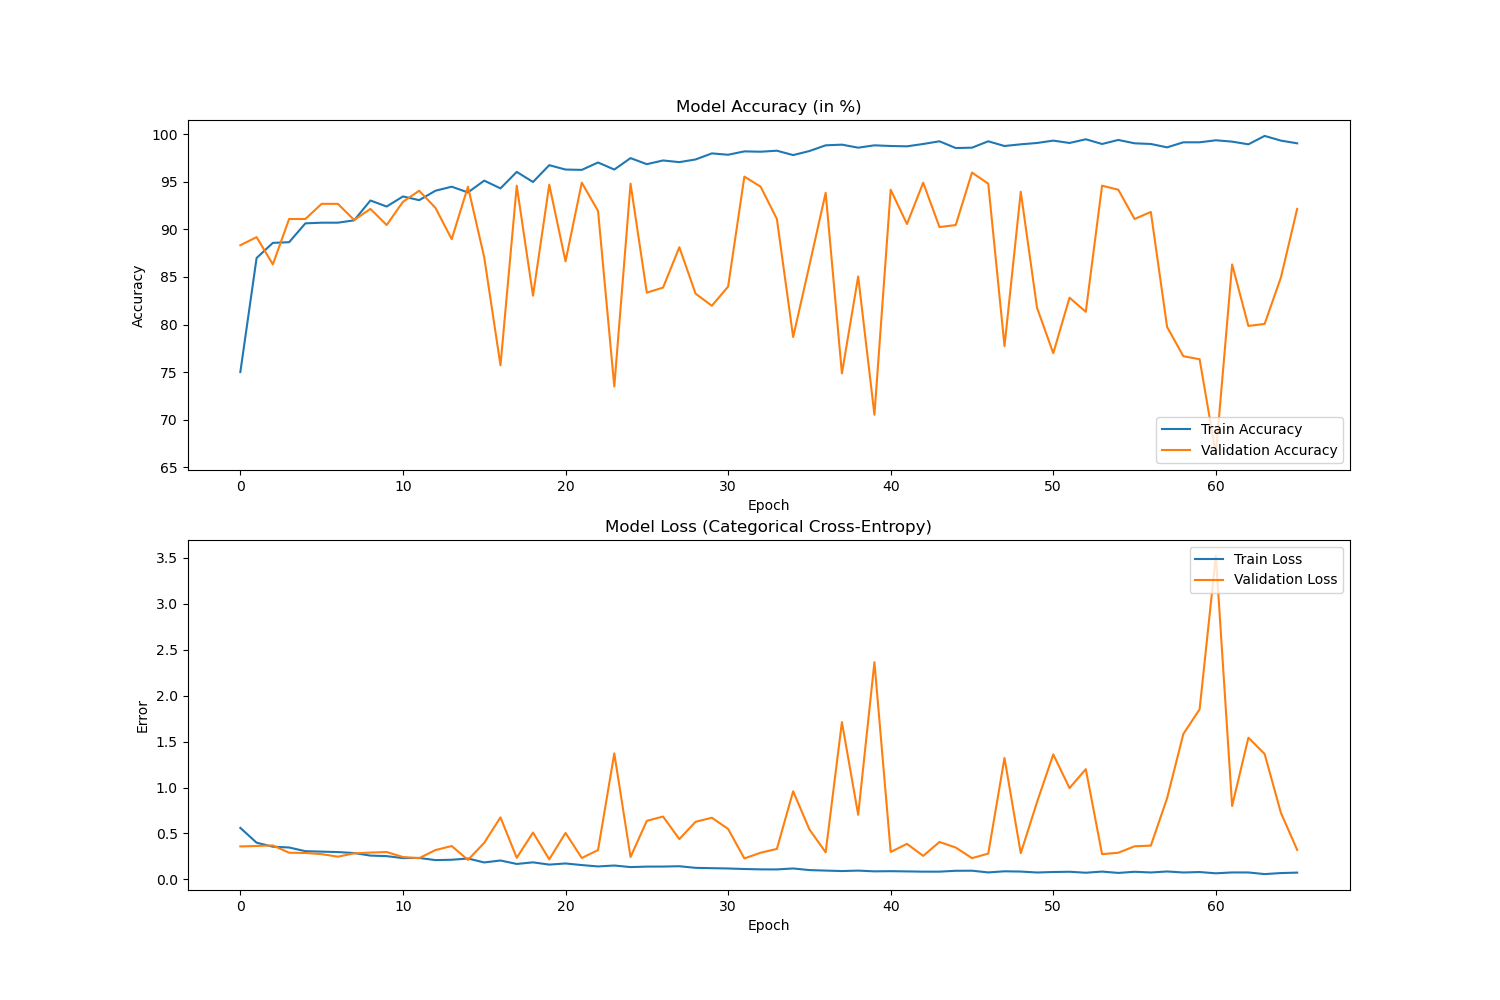 Model Accuracy (in %)
100
95
90
85
80
75
70
65
Accuracy
Train Accuracy
Validation Accuracy
0 10 20 30 40 50 60
Epoch
Model Loss (Categorical Cross-Entropy)
3.5
3.0
2.5
2.0
1.5
1.0
0.5
0.0
Error
Train Loss
Validation Loss
0 10 20 30 40 50 60
Epoch